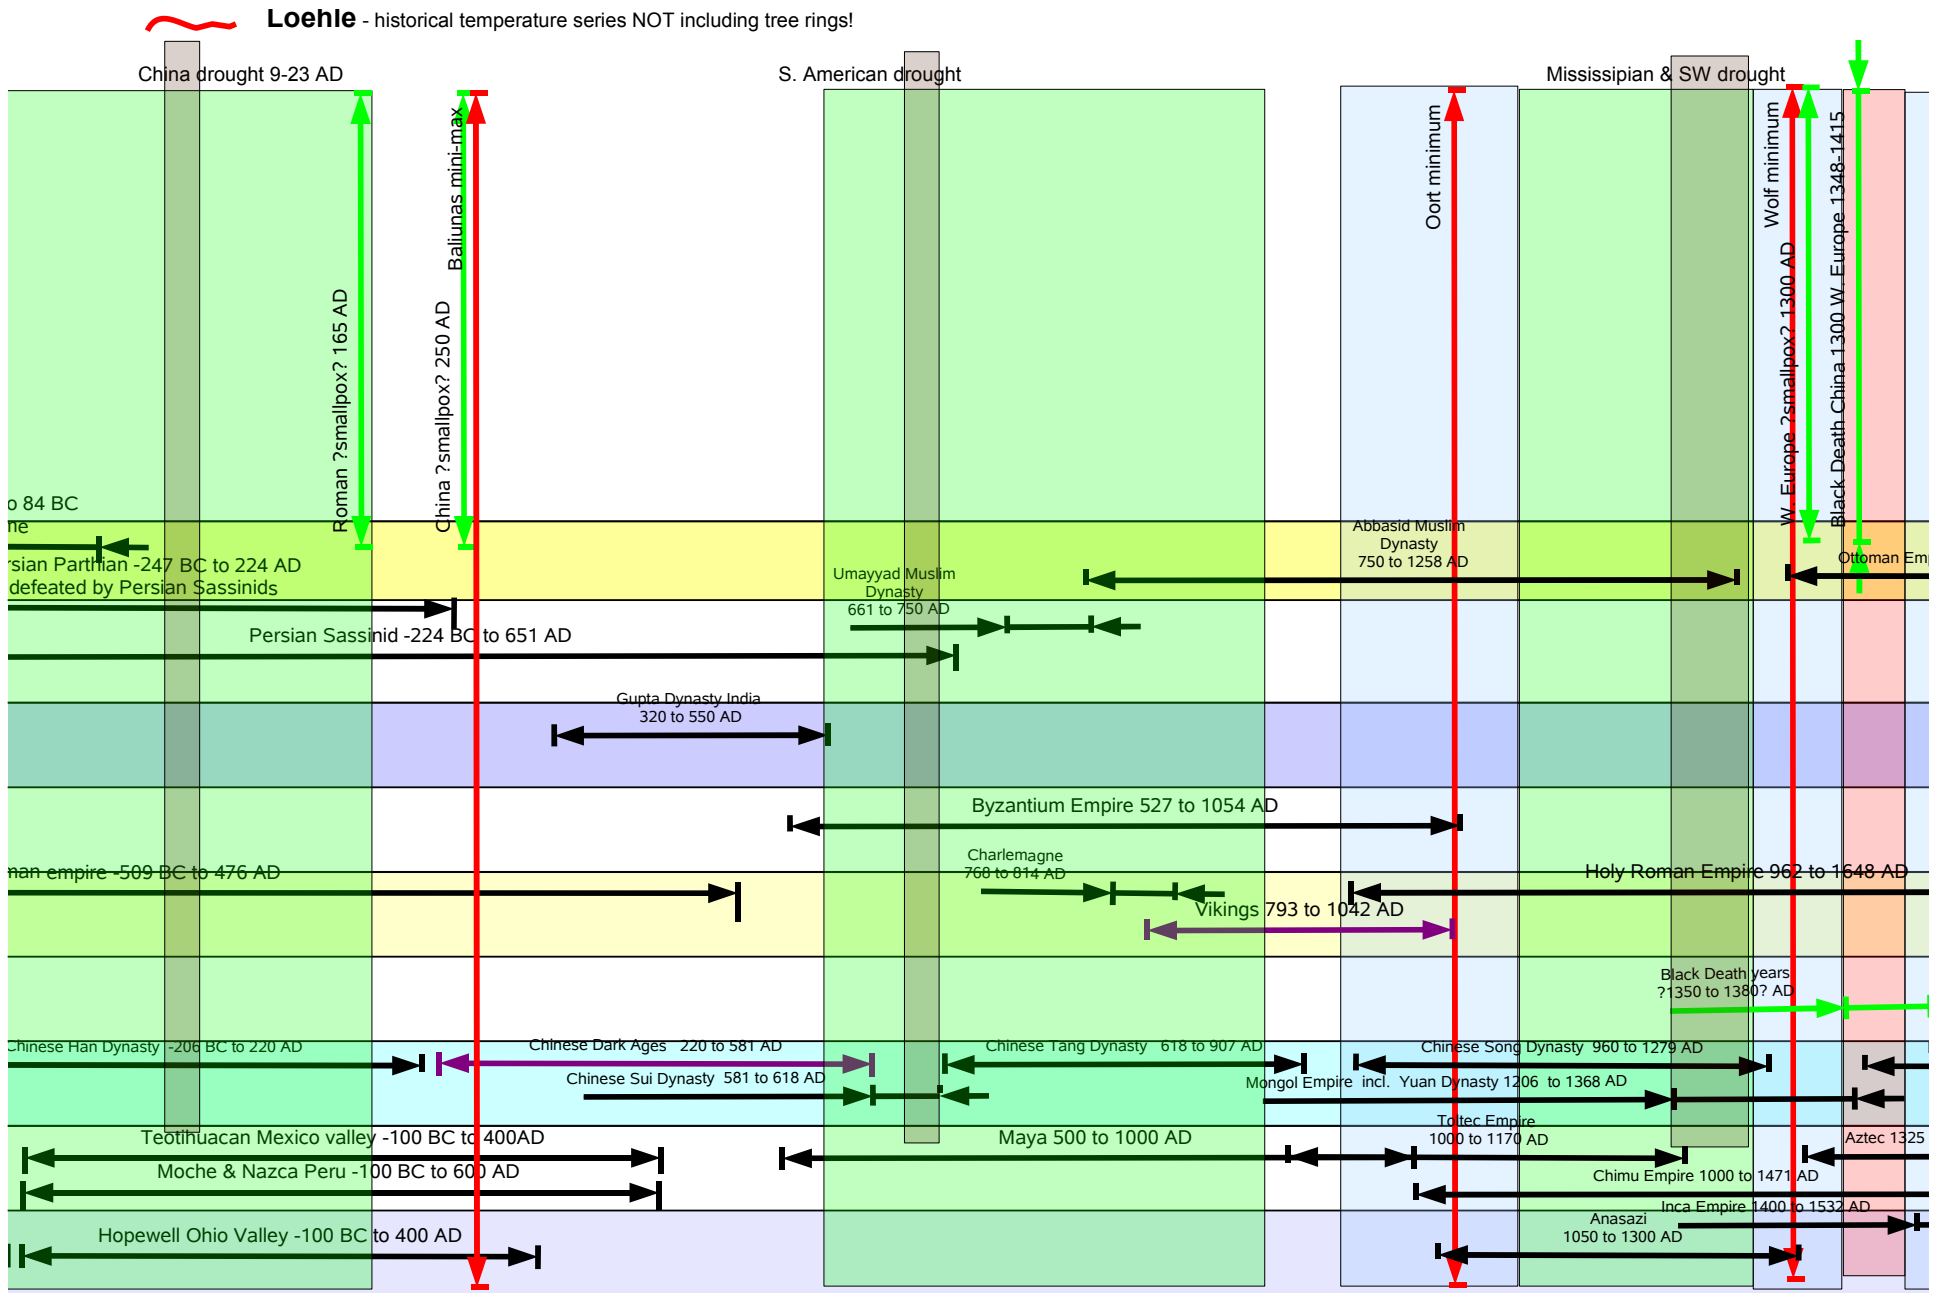 Loehle - historical temperature series NOT including tree rings!
China drought 9-23 AD
S. American drought
Mississipian & SW drought
Roman ?smallpox? 165 AD
China ?smallpox? 250 AD
Baliunas mini-max
Oort minimum
Wolf minimum
W. Europe ?smallpox? 1300 AD
Black Death China 1300 W. Europe 1348-1415
o 84 BC
me
rsian Parthian -247 BC to 224 AD
defeated by Persian Sassinids
Abbasid Muslim
Dynasty
750 to 1258 AD
Ottoman Emp
Umayyad Muslim
Dynasty
661 to 750 AD
Persian Sassinid -224 BC to 651 AD
Gupta Dynasty India
320 to 550 AD
Byzantium Empire 527 to 1054 AD
man empire -509 BC to 476 AD
Charlemagne
768 to 814 AD
Holy Roman Empire 962 to 1648 AD
Vikings 793 to 1042 AD
Black Death years
?1350 to 1380? AD
Chinese Han Dynasty -206 BC to 220 AD
Chinese Dark Ages 220 to 581 AD
Chinese Tang Dynasty 618 to 907 AD
Chinese Song Dynasty 960 to 1279 AD
Chinese Sui Dynasty 581 to 618 AD
Mongol Empire incl. Yuan Dynasty 1206 to 1368 AD
Teotihuacan Mexico valley -100 BC to 400AD
Maya 500 to 1000 AD
Toltec Empire
1000 to 1170 AD
Aztec 1325
Moche & Nazca Peru -100 BC to 600 AD
Chimu Empire 1000 to 1471 AD
Inca Empire 1400 to 1532 AD
Hopewell Ohio Valley -100 BC to 400 AD
Anasazi
1050 to 1300 AD